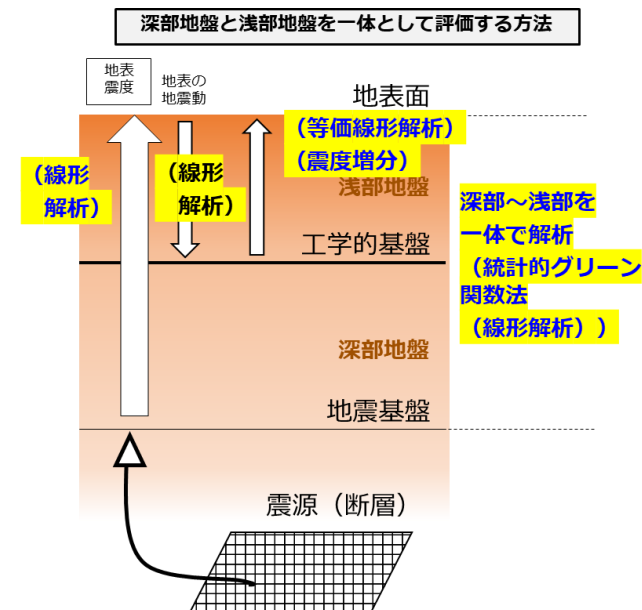 深部地盤と浅部地盤を一体として評価する方法
地表
震度
地表の
地震動
地表面
（等価線形解析）
（震度増分）
（線形
解析）
（線形
解析）
浅部地盤
深部～浅部を
一体で解析
（統計的グリーン
関数法
（線形解析））
工学的基盤
深部地盤
地震基盤
震源（断層）